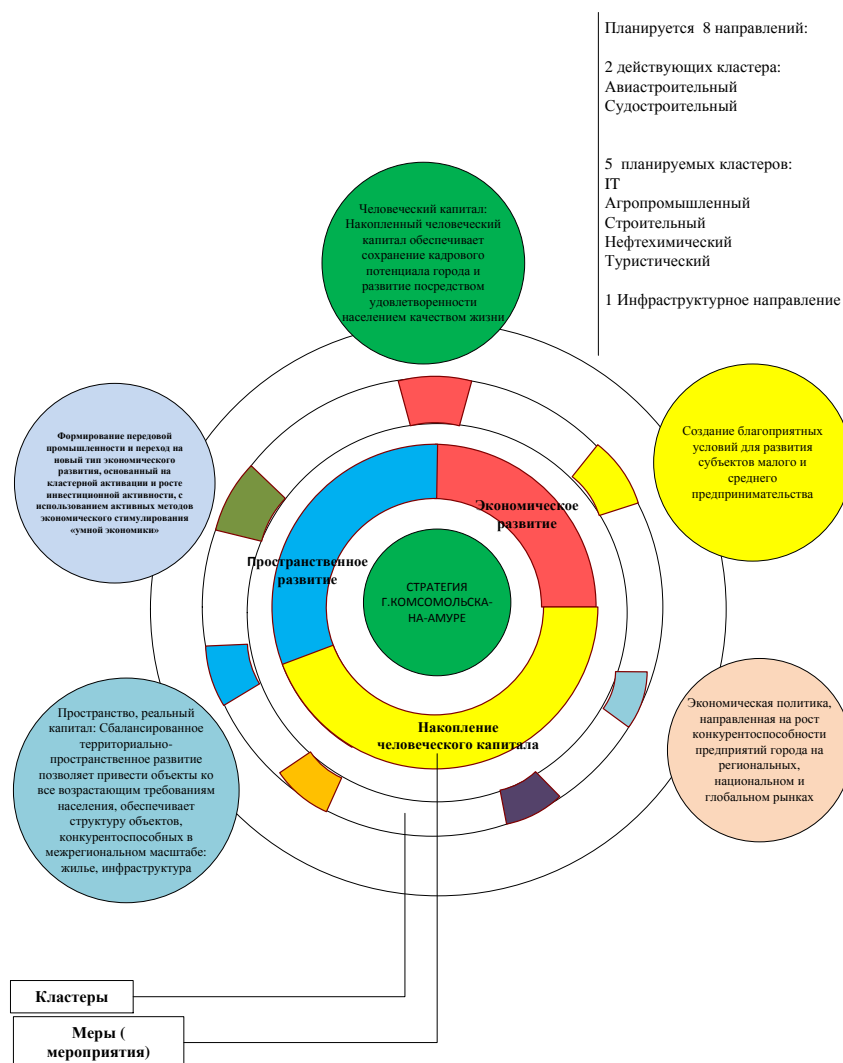 Планируется 8 направлений:
2 действующих кластера:
Авиастроительный
Судостроительный
5 планируемых кластеров:
IT
Агропромышленный
Строительный
Нефтехимический
Туристический
1 Инфраструктурное направление
Человеческий капитал:
Накопленный человеческий
капитал обеспечивает
сохранение кадрового
потенциала города и
развитие посредством
удовлетворенности
населением качеством жизни
Формирование передовой
промышленности и переход на
новый тип экономического
развития, основанный на
кластерной активации и росте
инвестиционной активности, с
использованием активных методов
экономического стимулирования
«умной экономики»
Создание благоприятных
условий для развития
субъектов малого и
среднего
предпринимательства
Экономическое
развитие
Пространственное
развитие
СТРАТЕГИЯ
Г.КОМСОМОЛЬСКА-
НА-АМУРЕ
Накопление
человеческого капитала
Пространство, реальный
капитал: Сбалансированное
территориально-
пространственное развитие
позволяет привести объекты ко
все возрастающим требованиям
населения, обеспечивает
структуру объектов,
конкурентоспособных в
межрегиональном масштабе:
жилье, инфраструктура
Экономическая политика,
направленная на рост
конкурентоспособности
предприятий города на
региональных,
национальном и
глобальном рынках
Кластеры
Меры (
мероприятия)